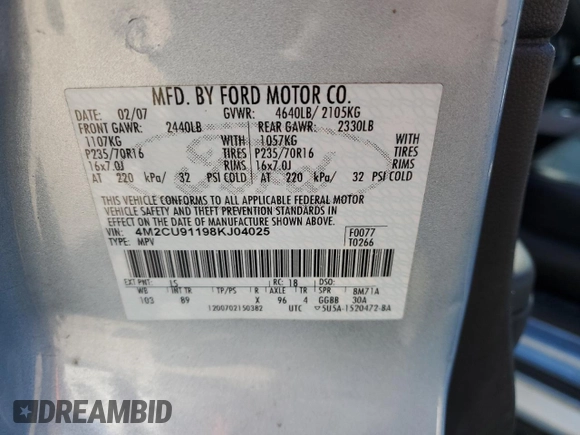 MFD. BY FORD MOTOR CO.
DATE: 02/07 GVWR: 4640LB/ 2105KG
FRONT GAWR: 2440LB REAR GAWR: 2330LB
1107KG WITH 1057KG WITH
P235/70R16 TIRES P235/70R16 TIRES
16x7.0J RIMS 16x7.0J RIMS
AT 220 kPa/ 32 PSI COLD AT 220 kPa/ 32 PSI COLD
THIS VEHICLE CONFORMS TO ALL APPLICABLE FEDERAL MOTOR
VEHICLE SAFETY AND THEFT PREVENTION STANDARDS IN
EFFECT ON THE DATE OF MANUFACTURE SHOWN ABOVE.
VIN: 4M2CU91198KJ04025 F0077
TYPE: MPV T0266
EXT PNT: IS RC: 18 DSO:
WB INT TR TP/PS R AXLE TR SPR BM71A
103 89 X 96 4 GGBB 30A
1200702150382 UTC 5U5A-1520472-BA
DREAMBID